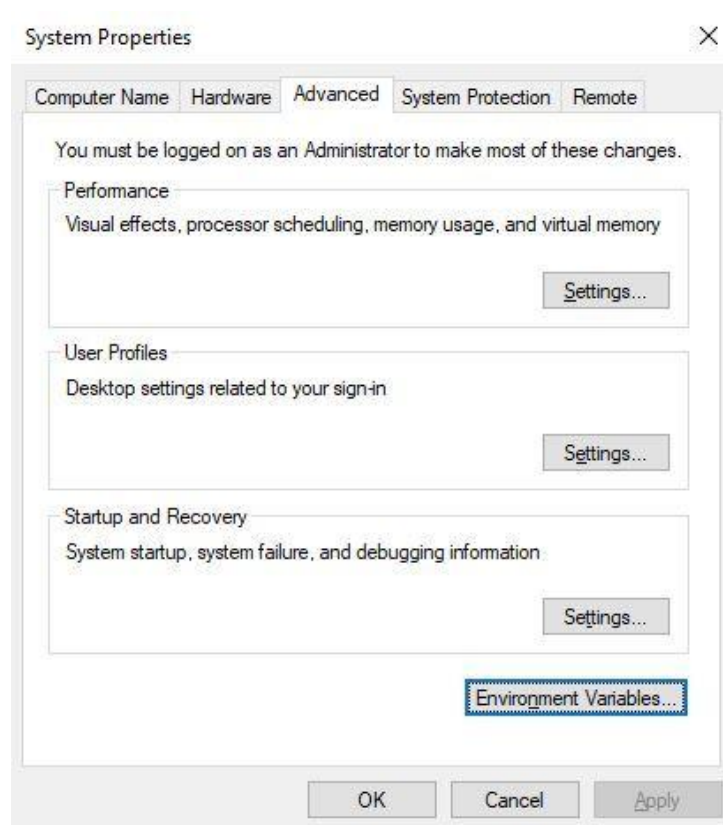 System Properties
Computer Name Hardware Advanced System Protection Remote
You must be logged on as an Administrator to make most of these changes.
Performance
Visual effects, processor scheduling, memory usage, and virtual memory
Settings...
User Profiles
Desktop settings related to your sign-in
Settings...
Startup and Recovery
System startup, system failure, and debugging information
Settings...
Environment Variables...
OK Cancel Apply